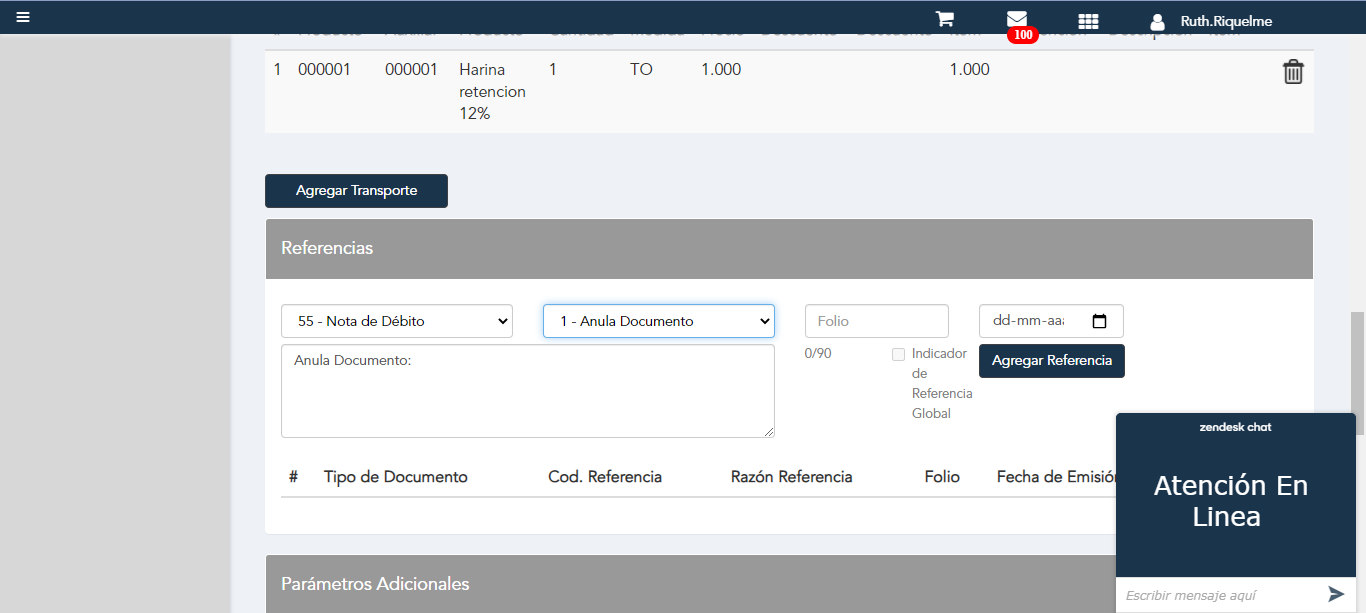 Ruth.Riquelme
100
1 000001 000001 Harina retencion 12% 1 TO 1.000 1.000
Agregar Transporte
Referencias
55 - Nota de Débito
1 - Anula Documento
Folio
dd-mm-aa
Anula Documento:
0/90
Indicador
de
Referencia
Global
Agregar Referencia
# Tipo de Documento Cod. Referencia Razón Referencia Folio Fecha de Emisión
Parámetros Adicionales
zendesk chat
Atención En
Linea
Escribir mensaje aquí